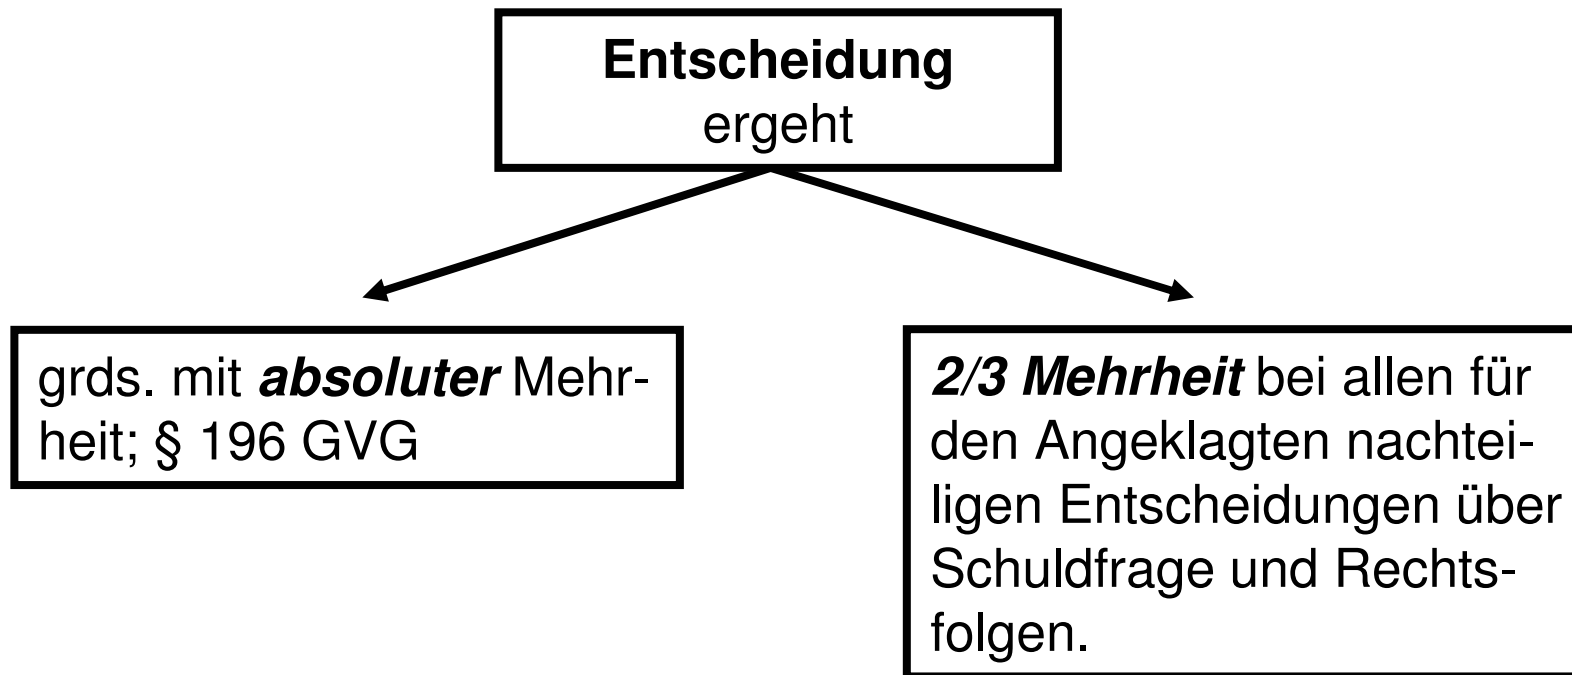 Entscheidung
ergeht
grds. mit absoluter Mehr-
heit; § 196 GVG
2/3 Mehrheit bei allen für
den Angeklagten nachtei-
ligen Entscheidungen über
Schuldfrage und Rechts-
folgen.